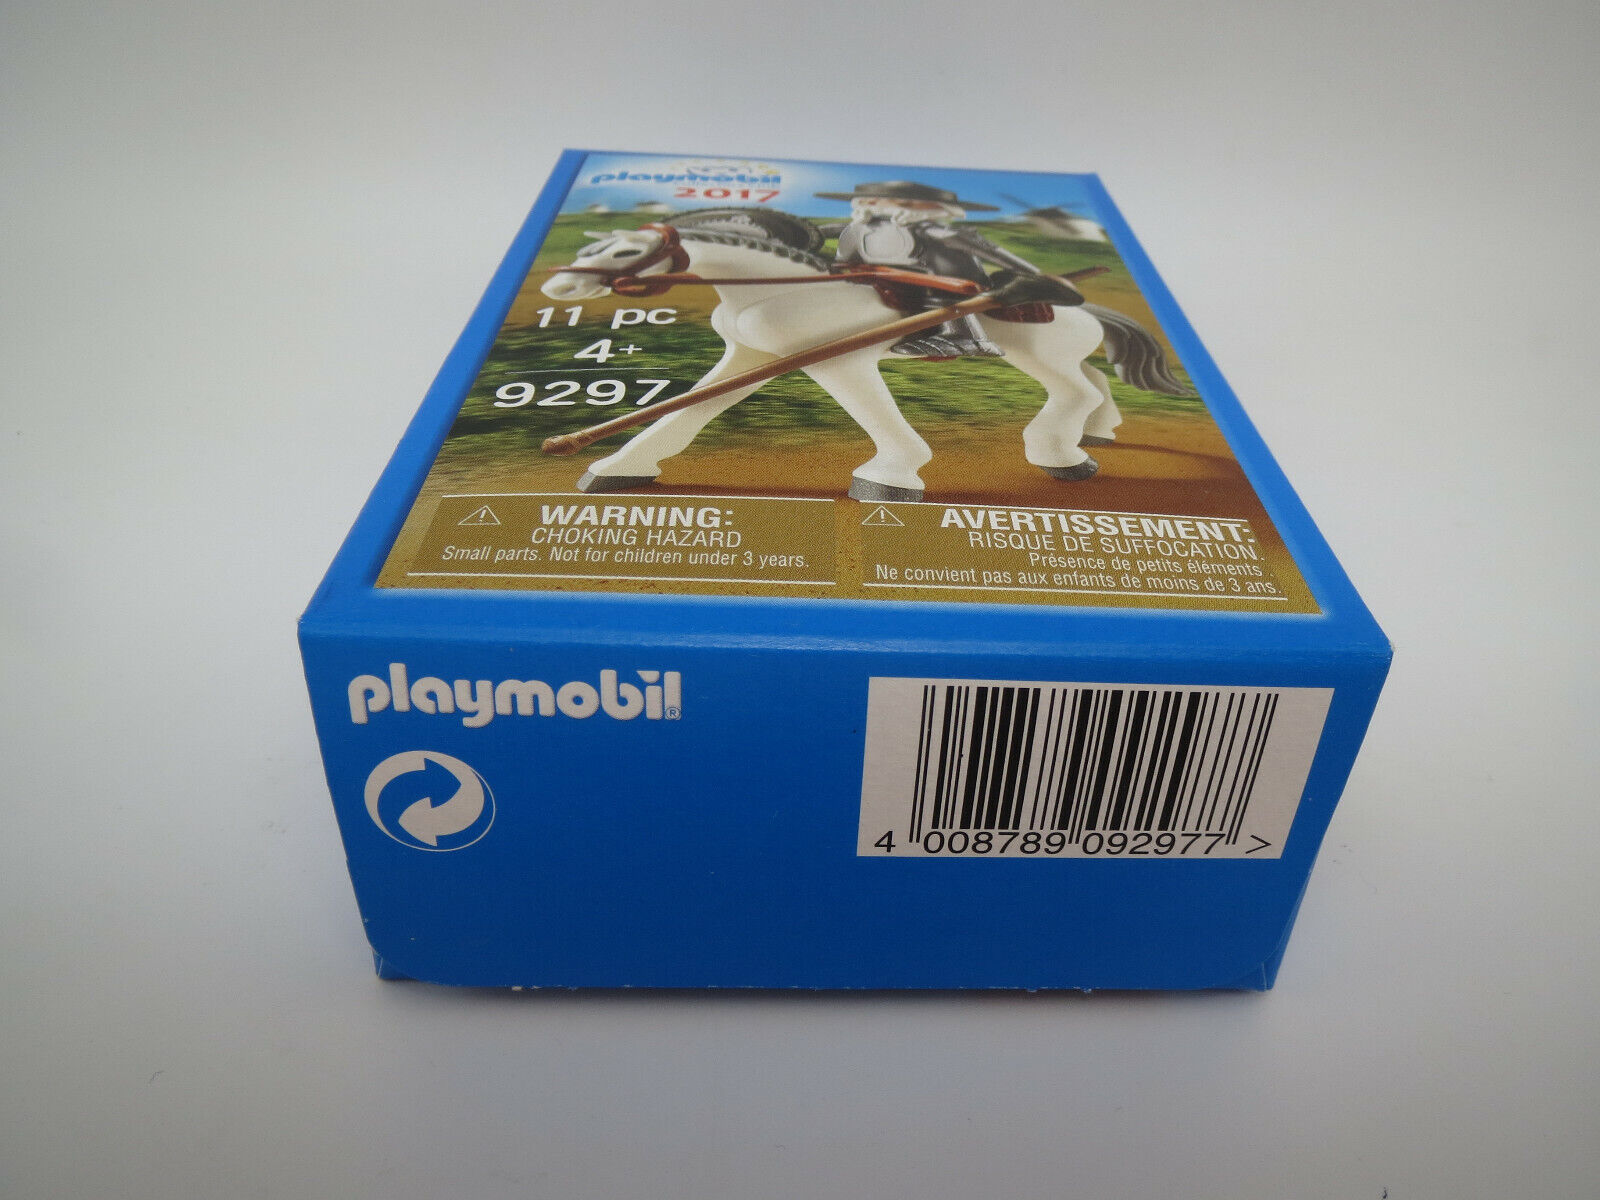 playmobil
2017
11 pc
4+
9297
WARNING:
CHOKING HAZARD
Small parts. Not for children under 3 years.
AVERTISSEMENT:
RISQUE DE SUFFOCATION.
Présence de petits éléments.
Ne convient pas aux enfants de moins de 3 ans.
playmobil®
4 008789 092977 >